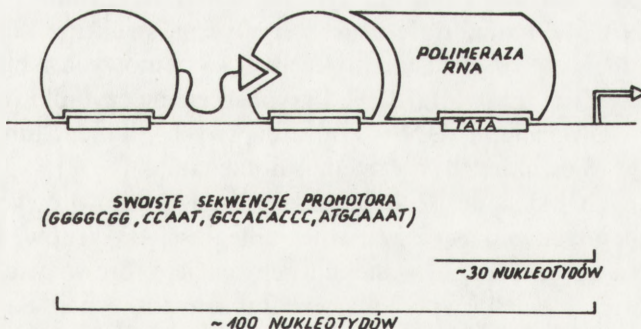 POLIMERAZA
RNA
TATA
SWOISTE SEKWENCJE PROMOTORA
(GGGGCGG, CCAAT, GCCACACCC, ATGCAAAT)
~30 NUKLEOTYDÓW
~100 NUKLEOTYDÓW